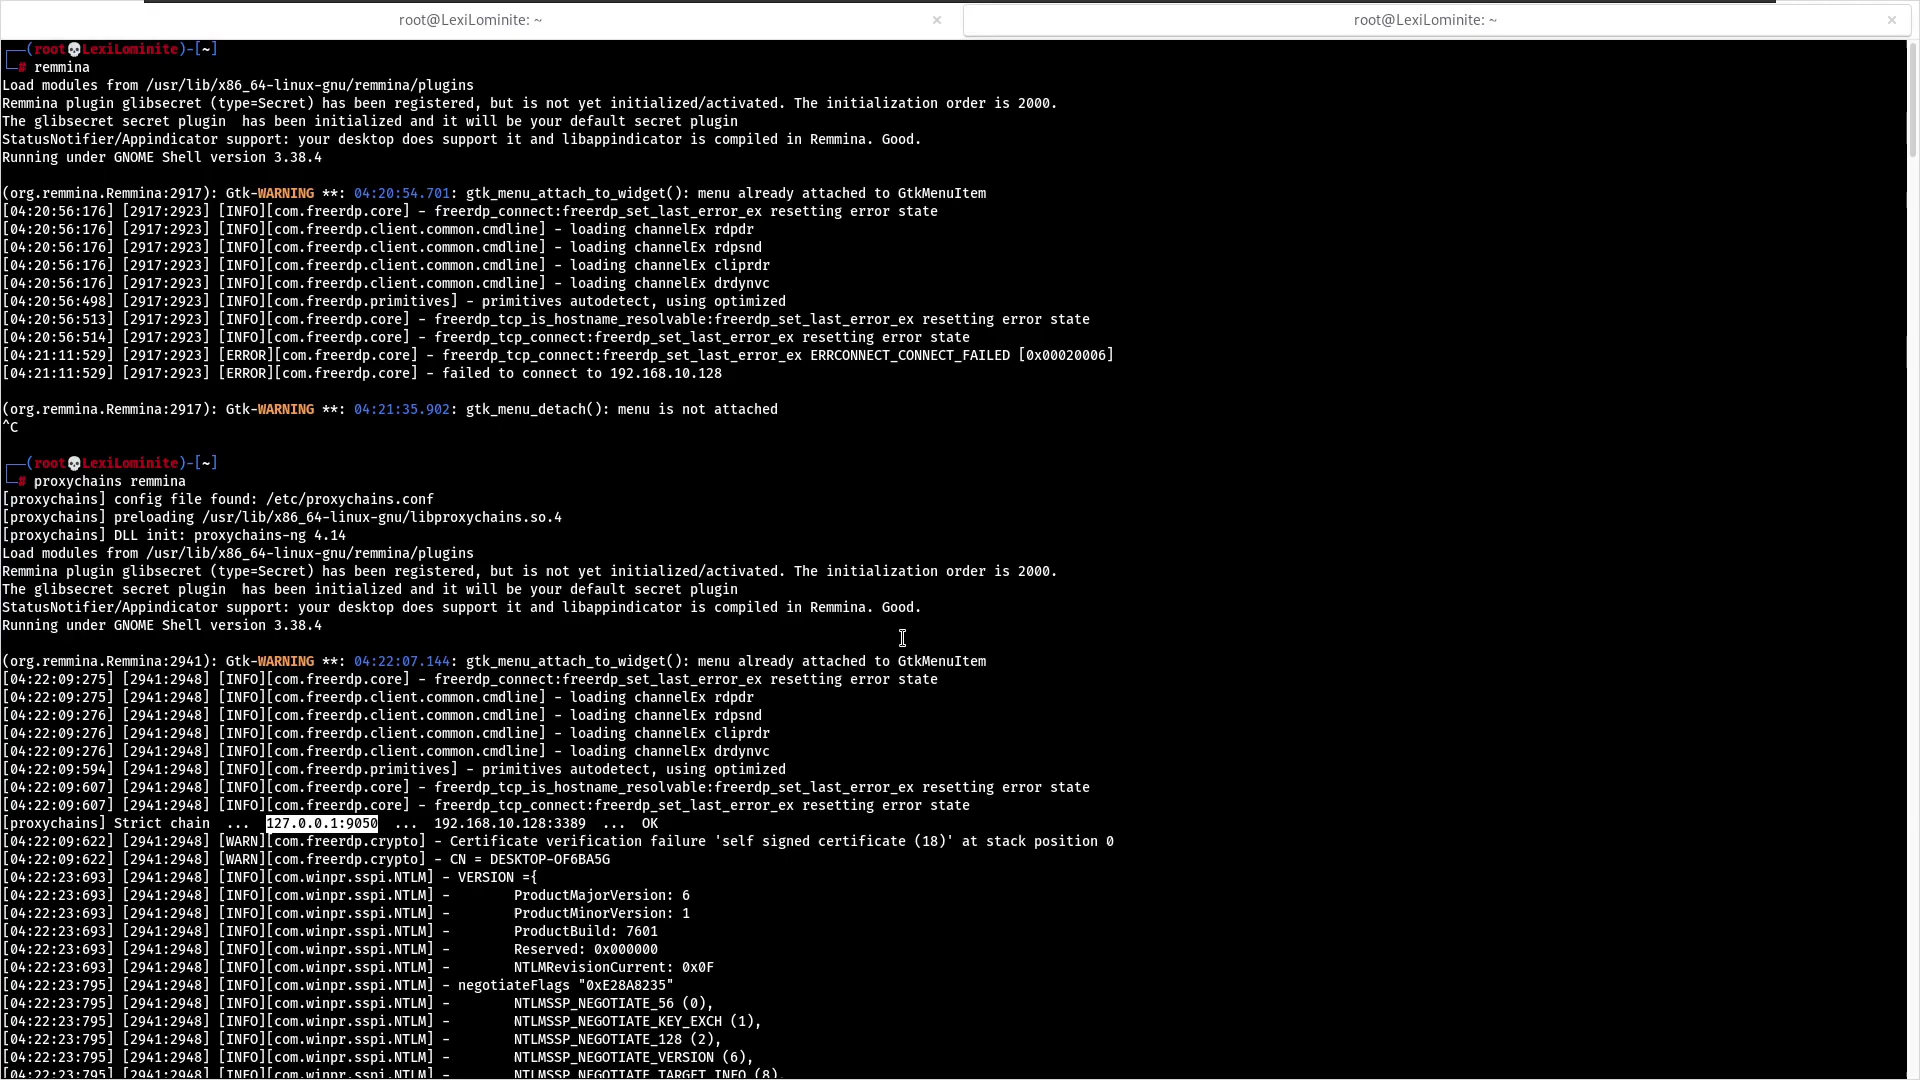 root@LexiLominite: ~
×
root@LexiLominite: ~
×
┌──(root💀LexiLominite)-[~]
└─# remmina
Load modules from /usr/lib/x86_64-linux-gnu/remmina/plugins
Remmina plugin glibsecret (type=Secret) has been registered, but is not yet initialized/activated. The initialization order is 2000.
The glibsecret secret plugin  has been initialized and it will be your default secret plugin
StatusNotifier/Appindicator support: your desktop does support it and libappindicator is compiled in Remmina. Good.
Running under GNOME Shell version 3.38.4
(org.remmina.Remmina:2917): Gtk-WARNING **: 04:20:54.701: gtk_menu_attach_to_widget(): menu already attached to GtkMenuItem
[04:20:56:176] [2917:2923] [INFO][com.freerdp.core] - freerdp_connect:freerdp_set_last_error_ex resetting error state
[04:20:56:176] [2917:2923] [INFO][com.freerdp.client.common.cmdline] - loading channelEx rdpdr
[04:20:56:176] [2917:2923] [INFO][com.freerdp.client.common.cmdline] - loading channelEx rdpsnd
[04:20:56:176] [2917:2923] [INFO][com.freerdp.client.common.cmdline] - loading channelEx cliprdr
[04:20:56:176] [2917:2923] [INFO][com.freerdp.client.common.cmdline] - loading channelEx drdynvc
[04:20:56:498] [2917:2923] [INFO][com.freerdp.primitives] - primitives autodetect, using optimized
[04:20:56:513] [2917:2923] [INFO][com.freerdp.core] - freerdp_tcp_is_hostname_resolvable:freerdp_set_last_error_ex resetting error state
[04:20:56:514] [2917:2923] [INFO][com.freerdp.core] - freerdp_tcp_connect:freerdp_set_last_error_ex resetting error state
[04:21:11:529] [2917:2923] [ERROR][com.freerdp.core] - freerdp_tcp_connect:freerdp_set_last_error_ex ERRCONNECT_CONNECT_FAILED [0x00020006]
[04:21:11:529] [2917:2923] [ERROR][com.freerdp.core] - failed to connect to 192.168.10.128
(org.remmina.Remmina:2917): Gtk-WARNING **: 04:21:35.902: gtk_menu_detach(): menu is not attached
^C
┌──(root💀LexiLominite)-[~]
└─# proxychains remmina
[proxychains] config file found: /etc/proxychains.conf
[proxychains] preloading /usr/lib/x86_64-linux-gnu/libproxychains.so.4
[proxychains] DLL init: proxychains-ng 4.14
Load modules from /usr/lib/x86_64-linux-gnu/remmina/plugins
Remmina plugin glibsecret (type=Secret) has been registered, but is not yet initialized/activated. The initialization order is 2000.
The glibsecret secret plugin  has been initialized and it will be your default secret plugin
StatusNotifier/Appindicator support: your desktop does support it and libappindicator is compiled in Remmina. Good.
Running under GNOME Shell version 3.38.4
(org.remmina.Remmina:2941): Gtk-WARNING **: 04:22:07.144: gtk_menu_attach_to_widget(): menu already attached to GtkMenuItem
[04:22:09:275] [2941:2948] [INFO][com.freerdp.core] - freerdp_connect:freerdp_set_last_error_ex resetting error state
[04:22:09:275] [2941:2948] [INFO][com.freerdp.client.common.cmdline] - loading channelEx rdpdr
[04:22:09:276] [2941:2948] [INFO][com.freerdp.client.common.cmdline] - loading channelEx rdpsnd
[04:22:09:276] [2941:2948] [INFO][com.freerdp.client.common.cmdline] - loading channelEx cliprdr
[04:22:09:276] [2941:2948] [INFO][com.freerdp.client.common.cmdline] - loading channelEx drdynvc
[04:22:09:594] [2941:2948] [INFO][com.freerdp.primitives] - primitives autodetect, using optimized
[04:22:09:607] [2941:2948] [INFO][com.freerdp.core] - freerdp_tcp_is_hostname_resolvable:freerdp_set_last_error_ex resetting error state
[04:22:09:607] [2941:2948] [INFO][com.freerdp.core] - freerdp_tcp_connect:freerdp_set_last_error_ex resetting error state
[proxychains] Strict chain  ...  127.0.0.1:9050  ...  192.168.10.128:3389  ...  OK
[04:22:09:622] [2941:2948] [WARN][com.freerdp.crypto] - Certificate verification failure 'self signed certificate (18)' at stack position 0
[04:22:09:622] [2941:2948] [WARN][com.freerdp.crypto] - CN = DESKTOP-OF6BA5G
[04:22:23:693] [2941:2948] [INFO][com.winpr.sspi.NTLM] - VERSION ={
[04:22:23:693] [2941:2948] [INFO][com.winpr.sspi.NTLM] -        ProductMajorVersion: 6
[04:22:23:693] [2941:2948] [INFO][com.winpr.sspi.NTLM] -        ProductMinorVersion: 1
[04:22:23:693] [2941:2948] [INFO][com.winpr.sspi.NTLM] -        ProductBuild: 7601
[04:22:23:693] [2941:2948] [INFO][com.winpr.sspi.NTLM] -        Reserved: 0x000000
[04:22:23:693] [2941:2948] [INFO][com.winpr.sspi.NTLM] -        NTLMRevisionCurrent: 0x0F
[04:22:23:795] [2941:2948] [INFO][com.winpr.sspi.NTLM] - negotiateFlags "0xE28A8235"
[04:22:23:795] [2941:2948] [INFO][com.winpr.sspi.NTLM] -        NTLMSSP_NEGOTIATE_56 (0),
[04:22:23:795] [2941:2948] [INFO][com.winpr.sspi.NTLM] -        NTLMSSP_NEGOTIATE_KEY_EXCH (1),
[04:22:23:795] [2941:2948] [INFO][com.winpr.sspi.NTLM] -        NTLMSSP_NEGOTIATE_128 (2),
[04:22:23:795] [2941:2948] [INFO][com.winpr.sspi.NTLM] -        NTLMSSP_NEGOTIATE_VERSION (6),
[04:22:23:795] [2941:2948] [INFO][com.winpr.sspi.NTLM] -        NTLMSSP_NEGOTIATE_TARGET_INFO (8),